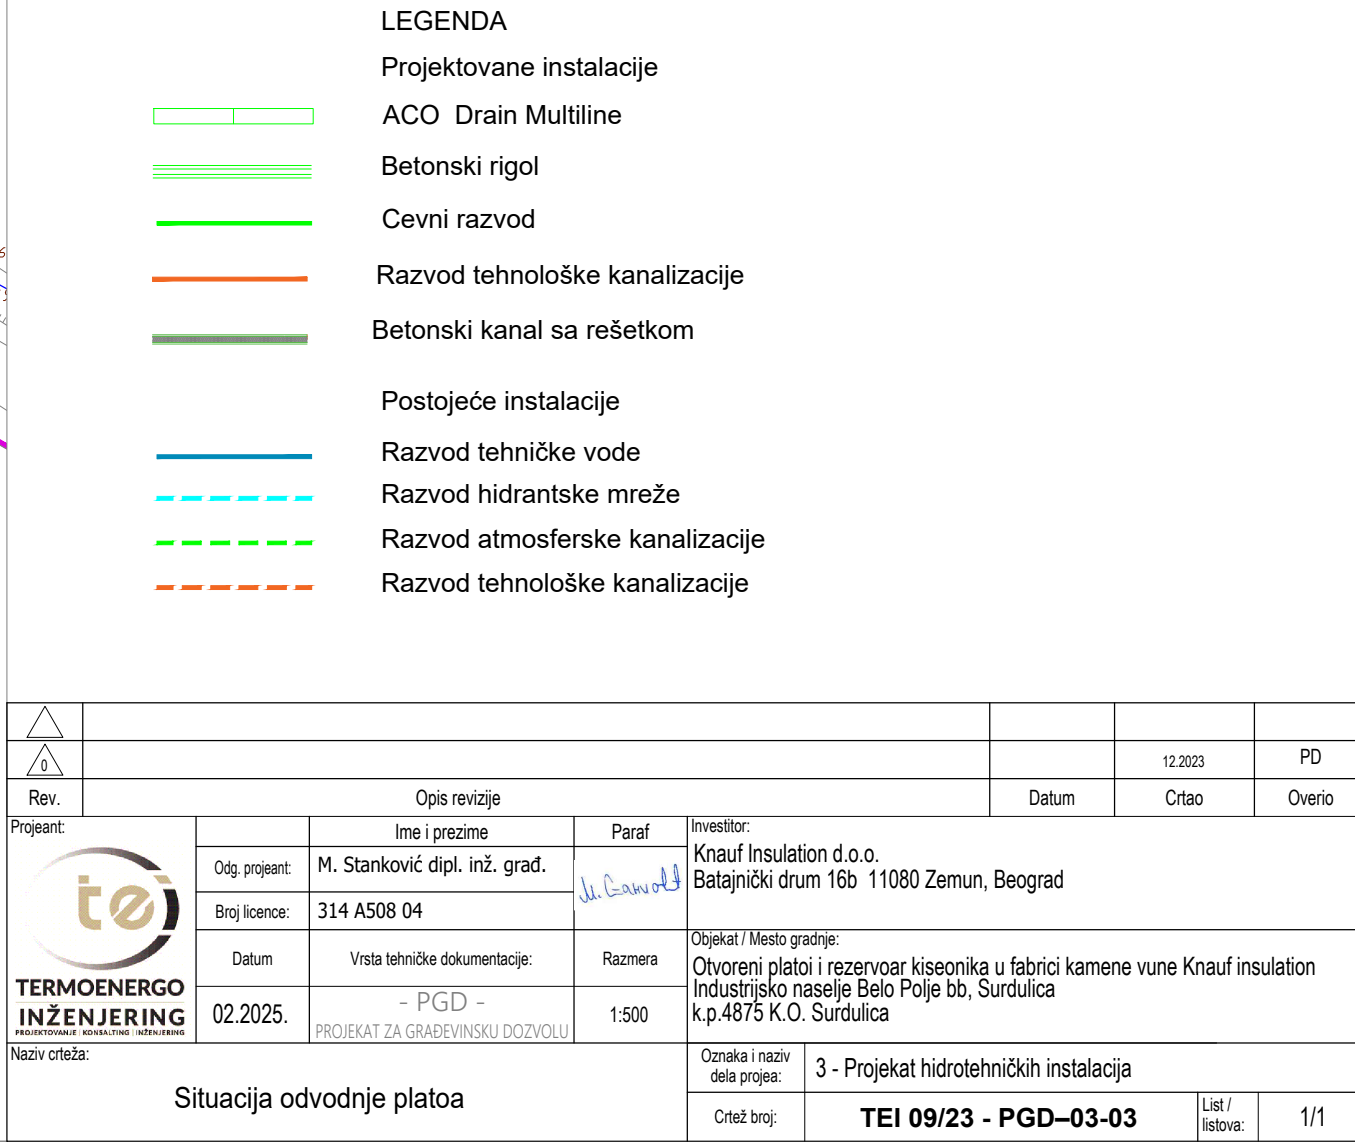 LEGENDA
Projektovane instalacije
ACO  Drain Multiline
Betonski rigol
Cevni razvod
Razvod tehnološke kanalizacije
Betonski kanal sa rešetkom
Postojeće instalacije
Razvod tehničke vode
Razvod hidrantske mreže
Razvod atmosferske kanalizacije
Razvod tehnološke kanalizacije
0 12.2023 PD
Rev. Opis revizije Datum Crtao Overio
Projeant:
tei
TERMOENERGO
INŽENJERING
PROJEKTOVANJE | KONSALTING | INŽENJERING
Ime i prezime Paraf
Odg. projeant: M. Stanković dipl. inž. građ.
Broj licence: 314 A508 04
Datum Vrsta tehničke dokumentacije: Razmera
02.2025. - PGD - 1:500
PROJEKAT ZA GRAĐEVINSKU DOZVOLU
Investitor:
Knauf Insulation d.o.o.
Batajnički drum 16b  11080 Zemun, Beograd
Objekat / Mesto gradnje:
Otvoreni platoi i rezervoar kiseonika u fabrici kamene vune Knauf insulation
Industrijsko naselje Belo Polje bb, Surdulica
k.p.4875 K.O. Surdulica
Naziv crteža:
Situacija odvodnje platoa
Oznaka i naziv
dela projea:
3 - Projekat hidrotehničkih instalacija
Crtež broj: TEI 09/23 - PGD–03-03
List /
listova:
1/1